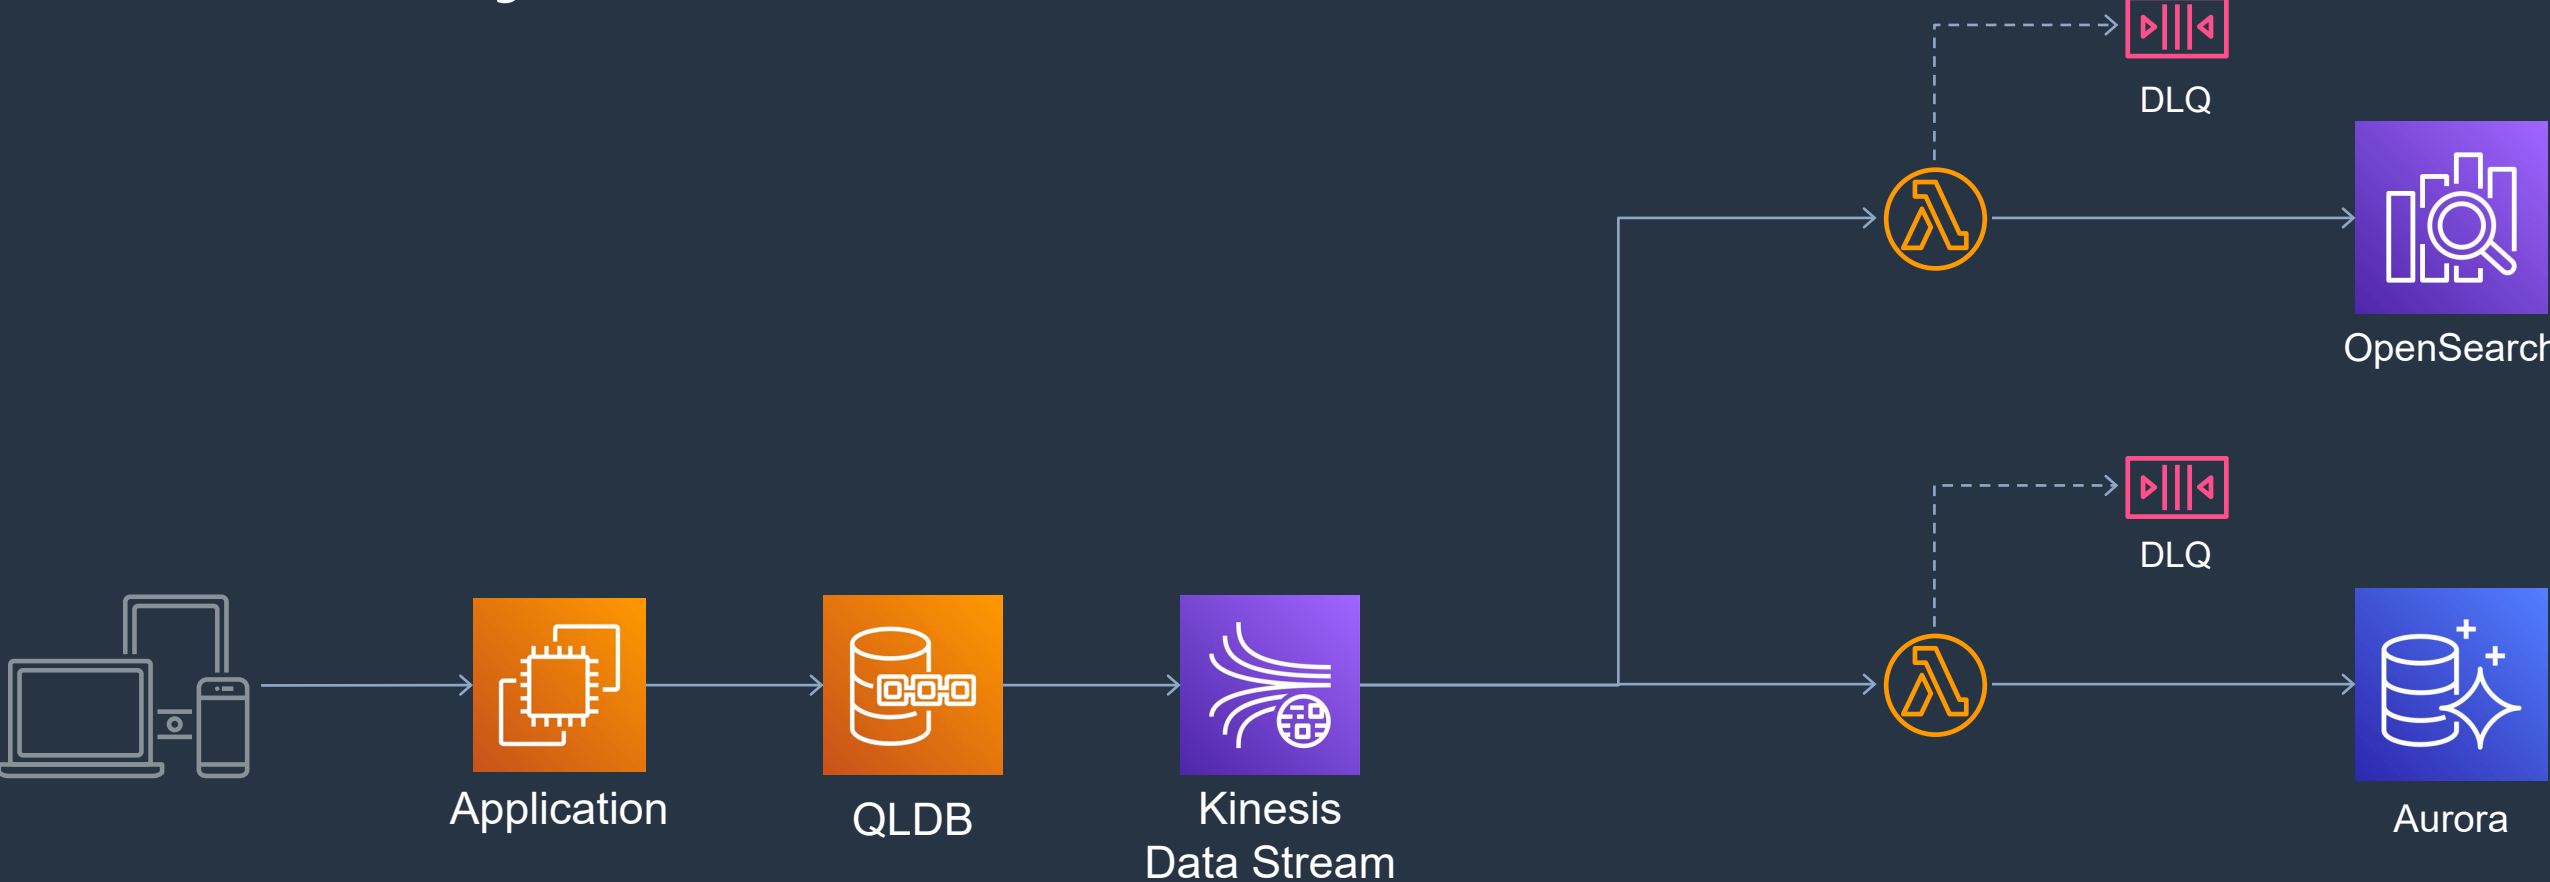 DLQ
OpenSearch
DLQ
Application
QLDB
Kinesis
Data Stream
Aurora